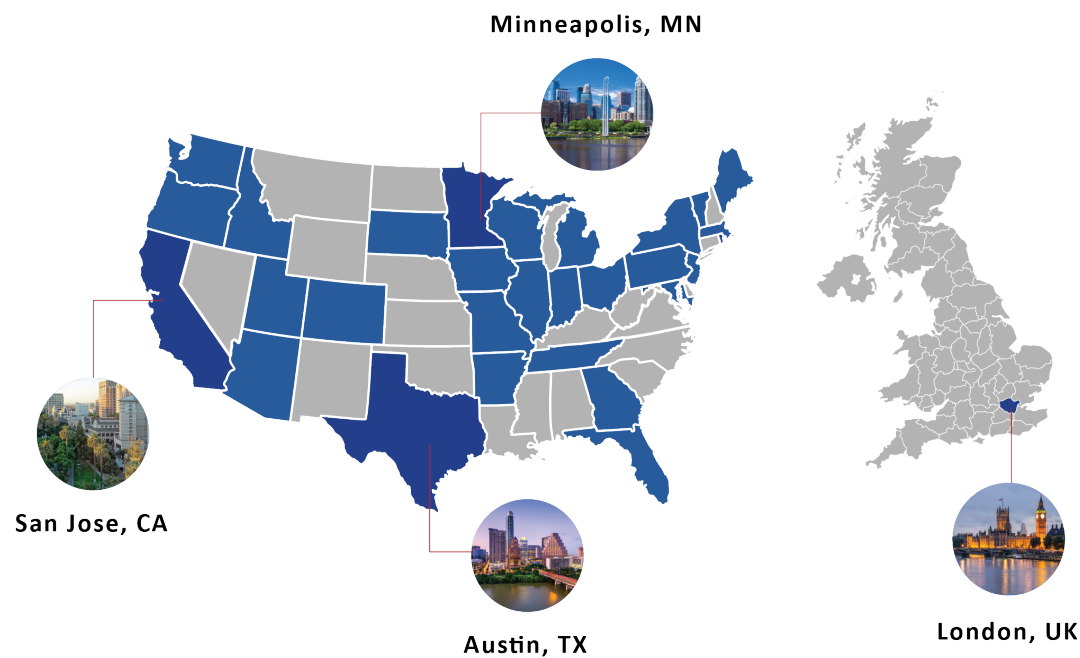 Minneapolis, MN
San Jose, CA
Austin, TX
London, UK